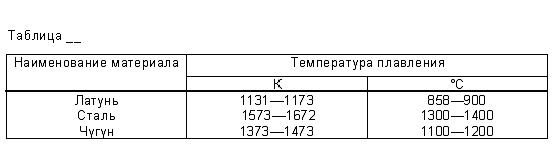 Таблица __
Наименование материала Температура плавления
К °С
Латунь 1131—1173 858—900
Сталь 1573—1672 1300—1400
Чугун 1373—1473 1100—1200